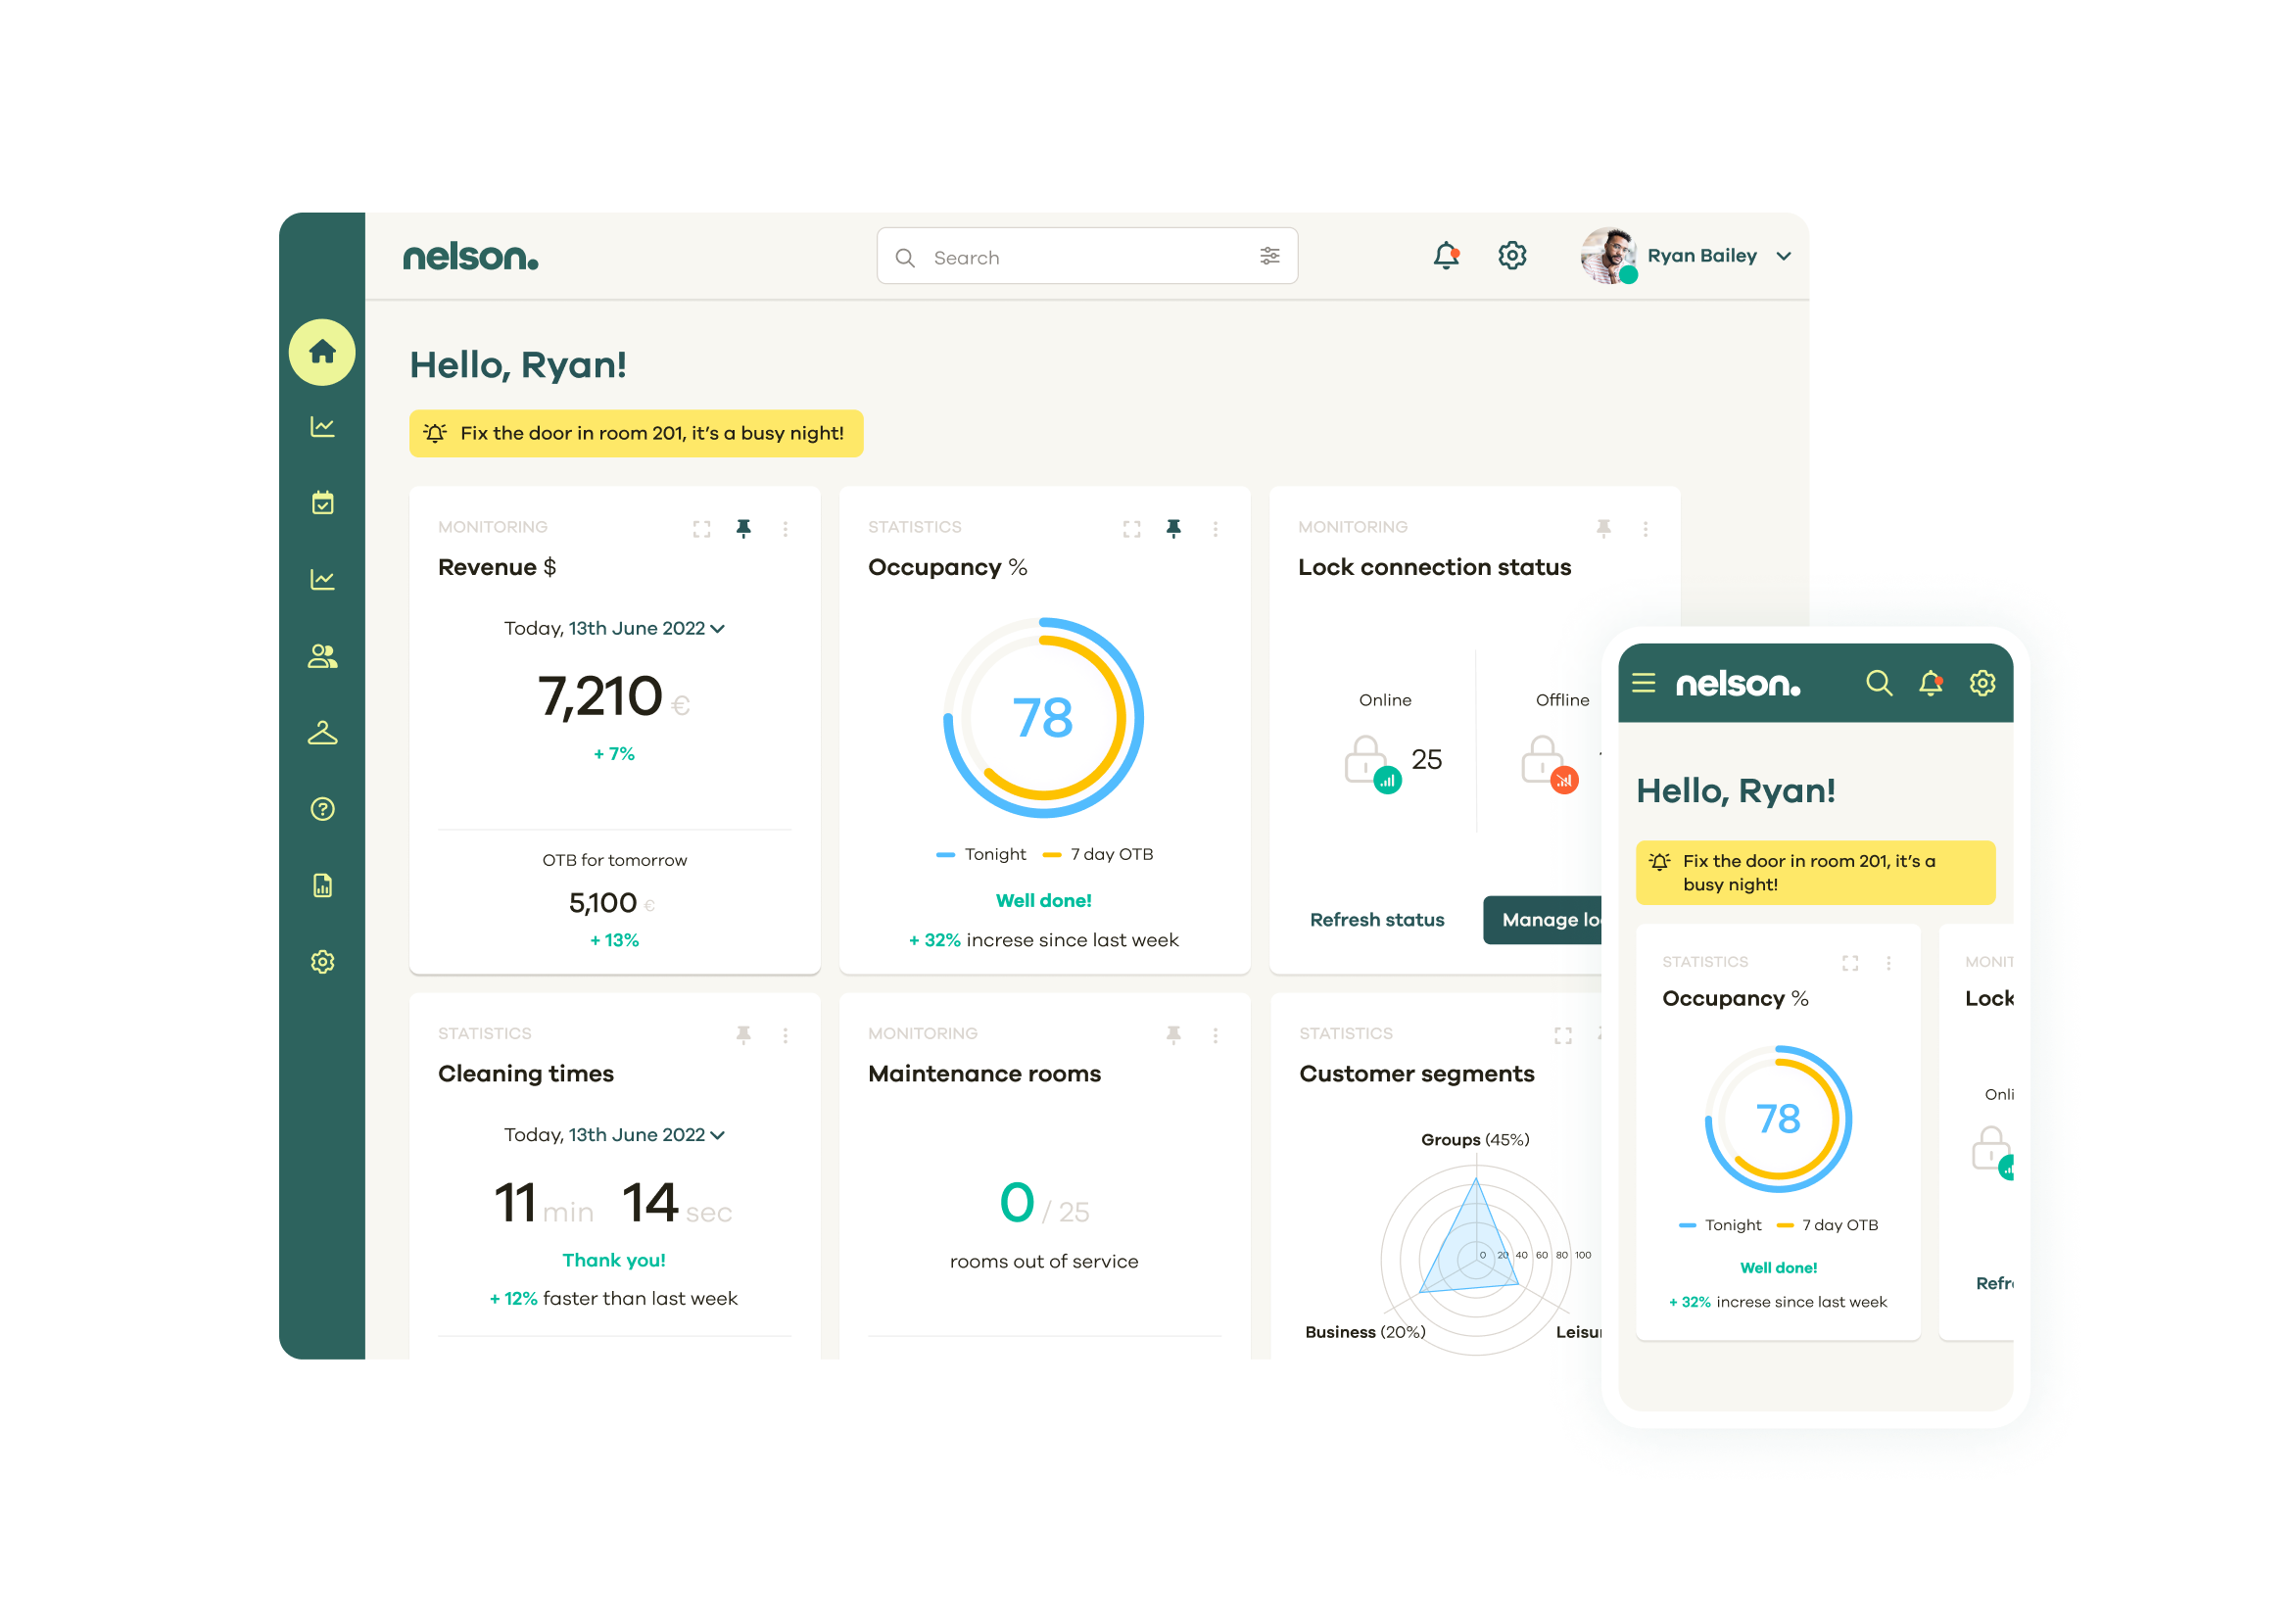 nelson.
Search
Ryan Bailey
Hello, Ryan!
Fix the door in room 201, it's a busy night!
MONITORING
Revenue $
Today, 13th June 2022
7,210 €
+ 7%
OTB for tomorrow
5,100 €
+ 13%
STATISTICS
Occupancy %
78
Tonight 7 day OTB
Well done!
+ 32% increse since last week
MONITORING
Lock connection status
Online
25
Offline
Refresh status
Manage
STATISTICS
Cleaning times
Today, 13th June 2022
11 min 14 sec
Thank you!
+ 12% faster than last week
MONITORING
Maintenance rooms
0 / 25
rooms out of service
STATISTICS
Customer segments
Groups (45%)
0 20 40 60 80 100
Business (20%)
nelson.
Hello, Ryan!
Fix the door in room 201, it's a
busy night!
STATISTICS
Occupancy %
78
Tonight 7 day OTB
Well done!
+ 32% increse since last week
Lock